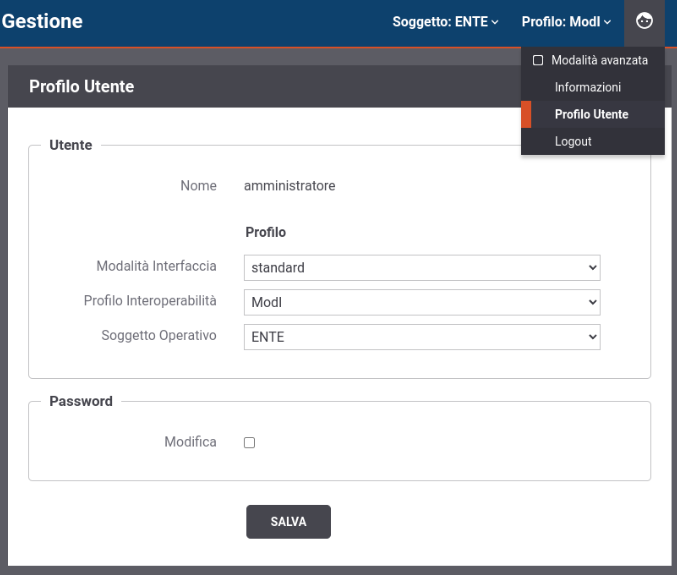 Gestione
Soggetto: ENTE
Profilo: ModI
Modalità avanzata
Informazioni
Profilo Utente
Logout
Profilo Utente
Utente
Nome
amministratore
Profilo
Modalità Interfaccia
standard
Profilo Interoperabilità
ModI
Soggetto Operativo
ENTE
Password
Modifica
SALVA